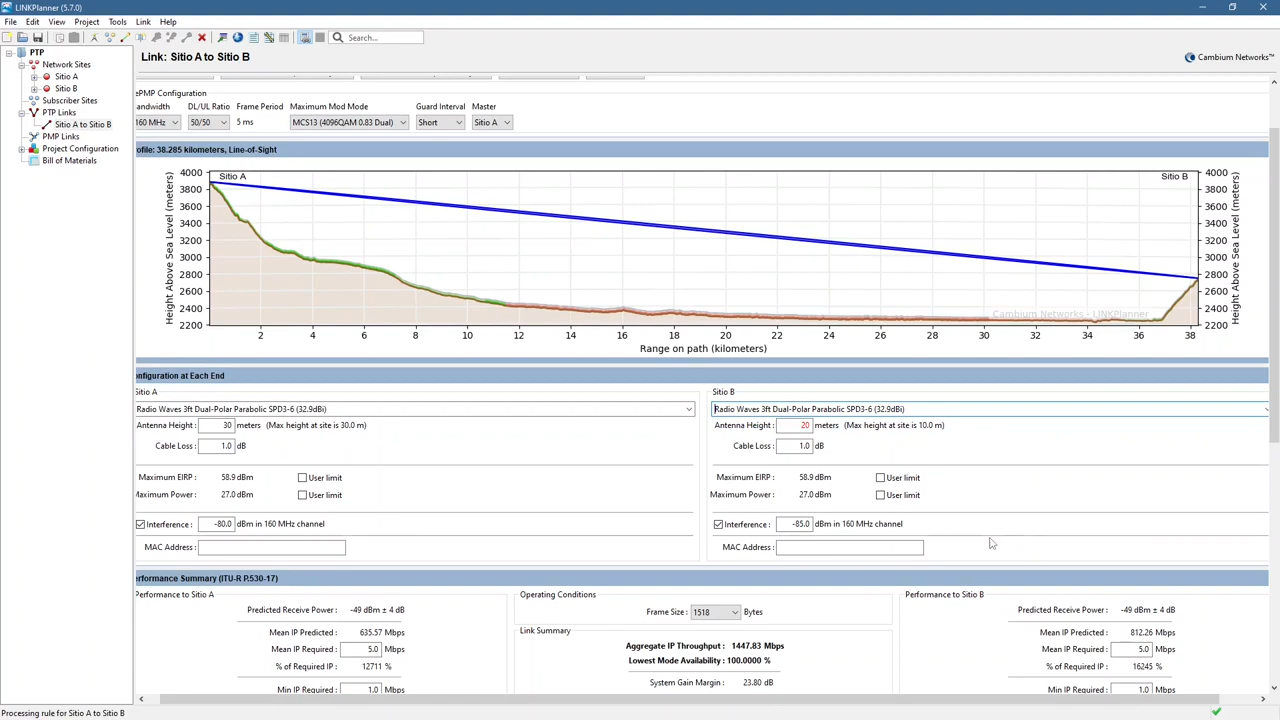 LINKPlanner (5.7.0)
File Edit View Project Tools Link Help
Search...
PTP
Network Sites
Sitio A
Sitio B
Subscriber Sites
PTP Links
Sitio A to Sitio B
PMP Links
Project Configuration
Bill of Materials
Link: Sitio A to Sitio B
Cambium Networks™
ePMP Configuration
andwidth DL/UL Ratio Frame Period Maximum Mod Mode Guard Interval Master
160 MHz 50/50 5 ms MCS13 (4096QAM 0.83 Dual) Short Sitio A
ofile: 38.285 kilometers, Line-of-Sight
Sitio A Sitio B
Height Above Sea Level (meters)
4000
3800
3600
3400
3200
3000
2800
2600
2400
2200
4000
3800
3600
3400
3200
3000
2800
2600
2400
2200
Height Above Sea Level (meters)
Cambium Networks - LINKPlanner
2 4 6 8 10 12 14 16 18 20 22 24 26 28 30 32 34 36 38
Range on path (kilometers)
onfiguration at Each End
Sitio A
Radio Waves 3ft Dual-Polar Parabolic SPD3-6 (32.9dBi)
Antenna Height : 30 meters (Max height at site is 30.0 m)
Cable Loss : 1.0 dB
Maximum EIRP : 58.9 dBm User limit
Maximum Power : 27.0 dBm User limit
Interference : -80.0 dBm in 160 MHz channel
MAC Address :
Sitio B
Radio Waves 3ft Dual-Polar Parabolic SPD3-6 (32.9dBi)
Antenna Height : 20 meters (Max height at site is 10.0 m)
Cable Loss : 1.0 dB
Maximum EIRP : 58.9 dBm User limit
Maximum Power : 27.0 dBm User limit
Interference : -85.0 dBm in 160 MHz channel
MAC Address :
erformance Summary (ITU-R P.530-17)
Performance to Sitio A
Predicted Receive Power : -49 dBm ± 4 dB
Mean IP Predicted : 635.57 Mbps
Mean IP Required : 5.0 Mbps
% of Required IP : 12711 %
Min IP Required : 1.0 Mbps
Operating Conditions
Frame Size : 1518 Bytes
Link Summary
Aggregate IP Throughput : 1447.83 Mbps
Lowest Mode Availability : 100.0000 %
System Gain Margin : 23.80 dB
Performance to Sitio B
Predicted Receive Power : -49 dBm ± 4 dB
Mean IP Predicted : 812.26 Mbps
Mean IP Required : 5.0 Mbps
% of Required IP : 16245 %
Min IP Required : 1.0 Mbps
Processing rule for Sitio A to Sitio B